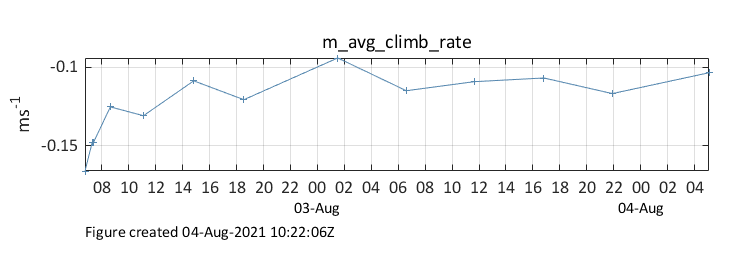 m_avg_climb_rate
-0.1
ms-1
-0.15
08 10 12 14 16 18 20 22 00 02 04 06 08 10 12 14 16 18 20 22 00 02 04
03-Aug 04-Aug
Figure created 04-Aug-2021 10:22:06Z